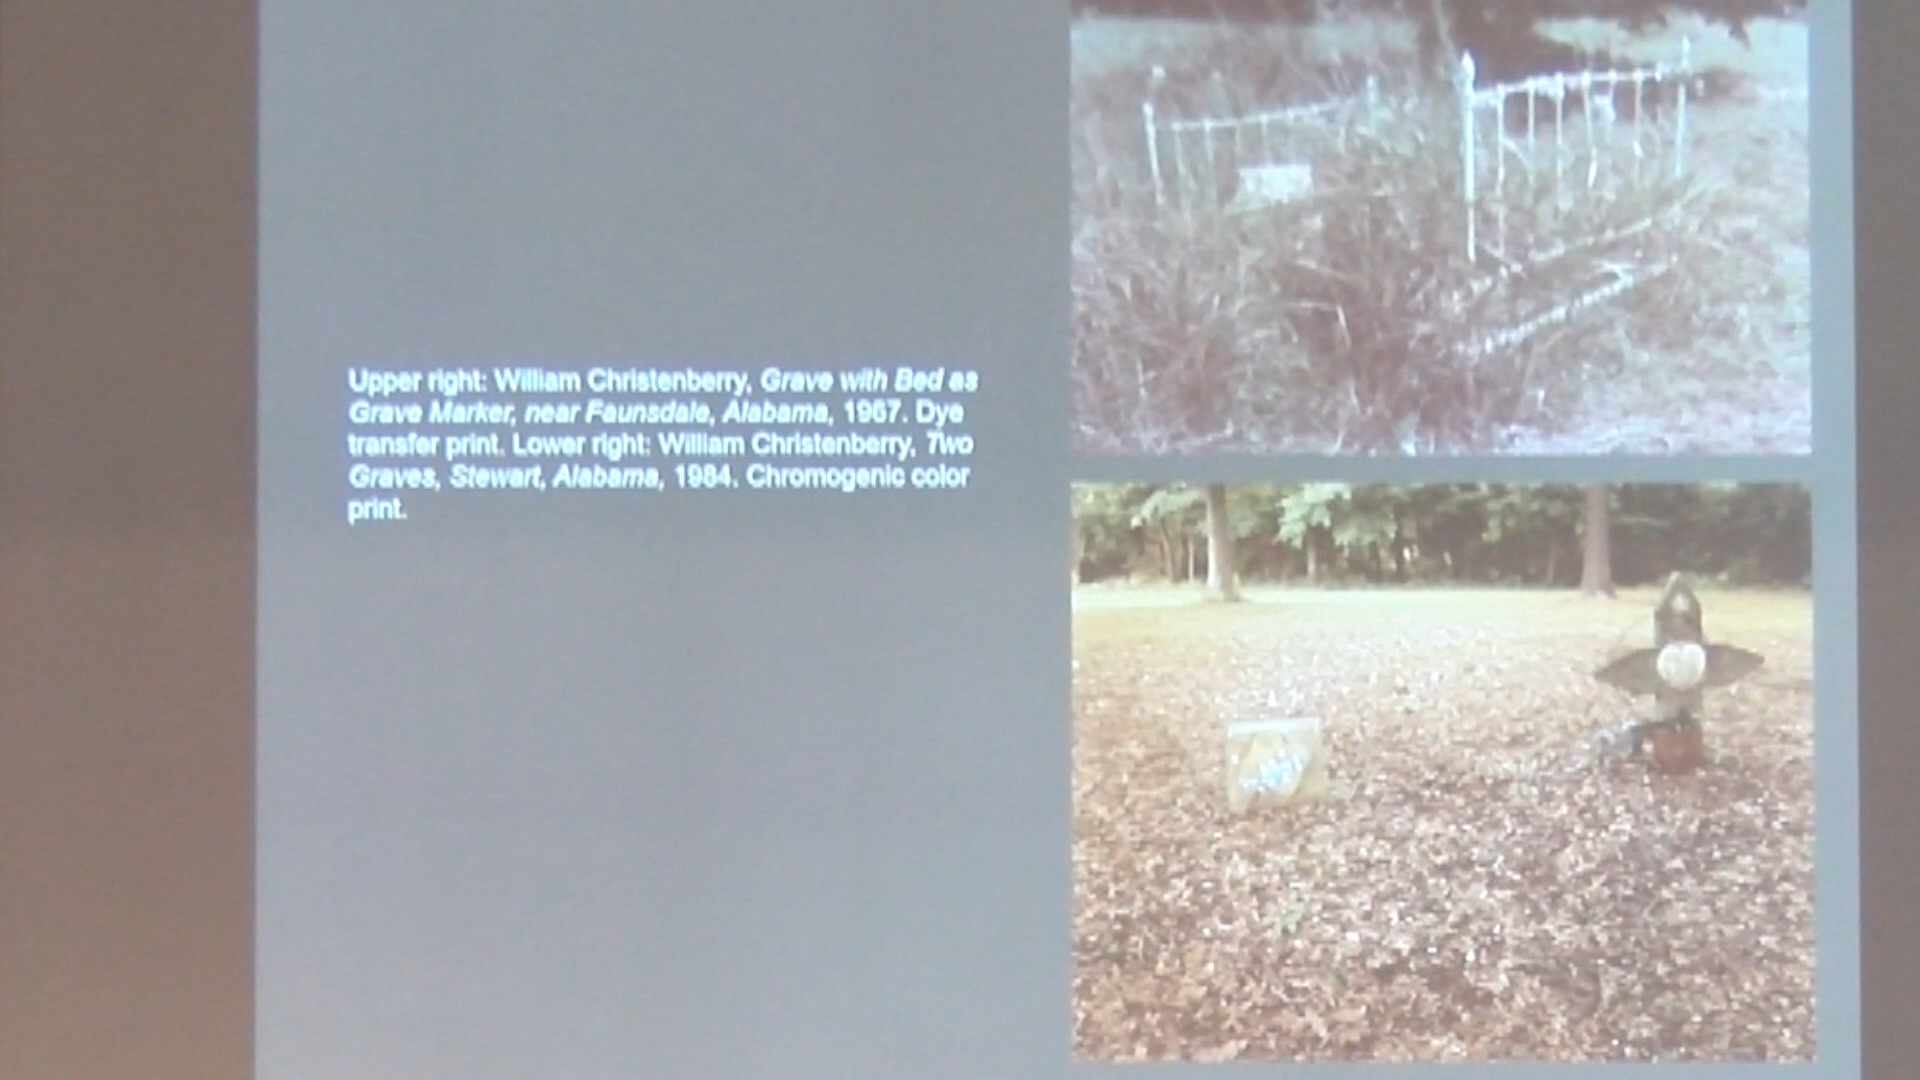 Upper right: William Christenberry, Grave with Bed as
Grave Marker, near Faunsdale, Alabama, 1967. Dye
transfer print. Lower right: William Christenberry, Two
Graves, Stewart, Alabama, 1984. Chromogenic color
print.